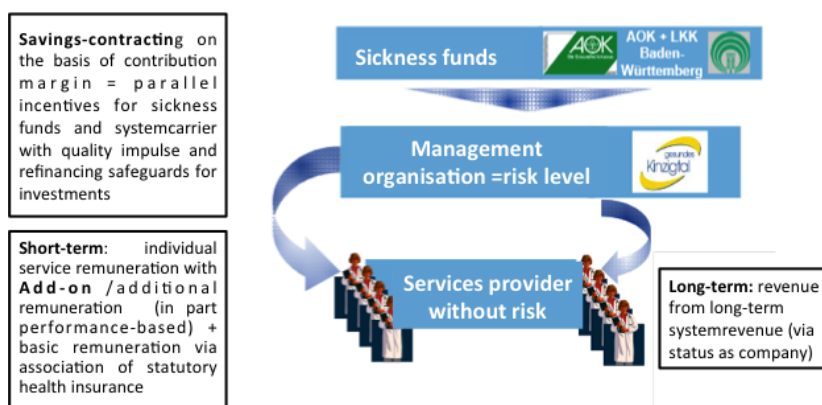 Savings-contracting on
the basis of contribution
margin = parallel
incentives for sickness
funds and systemcarrier
with quality impulse and
refinancing safeguards for
investments
Short-term: individual
service remuneration with
Add-on /additional
remuneration (in part
performance-based) +
basic remuneration via
association of statutory
health insurance
Sickness funds
AOK
AOK + LKK
Baden-
Württemberg
Management
organisation =risk level
gesundes
Kinzigtal
Services provider
without risk
Long-term: revenue
from long-term
systemrevenue (via
status as company)